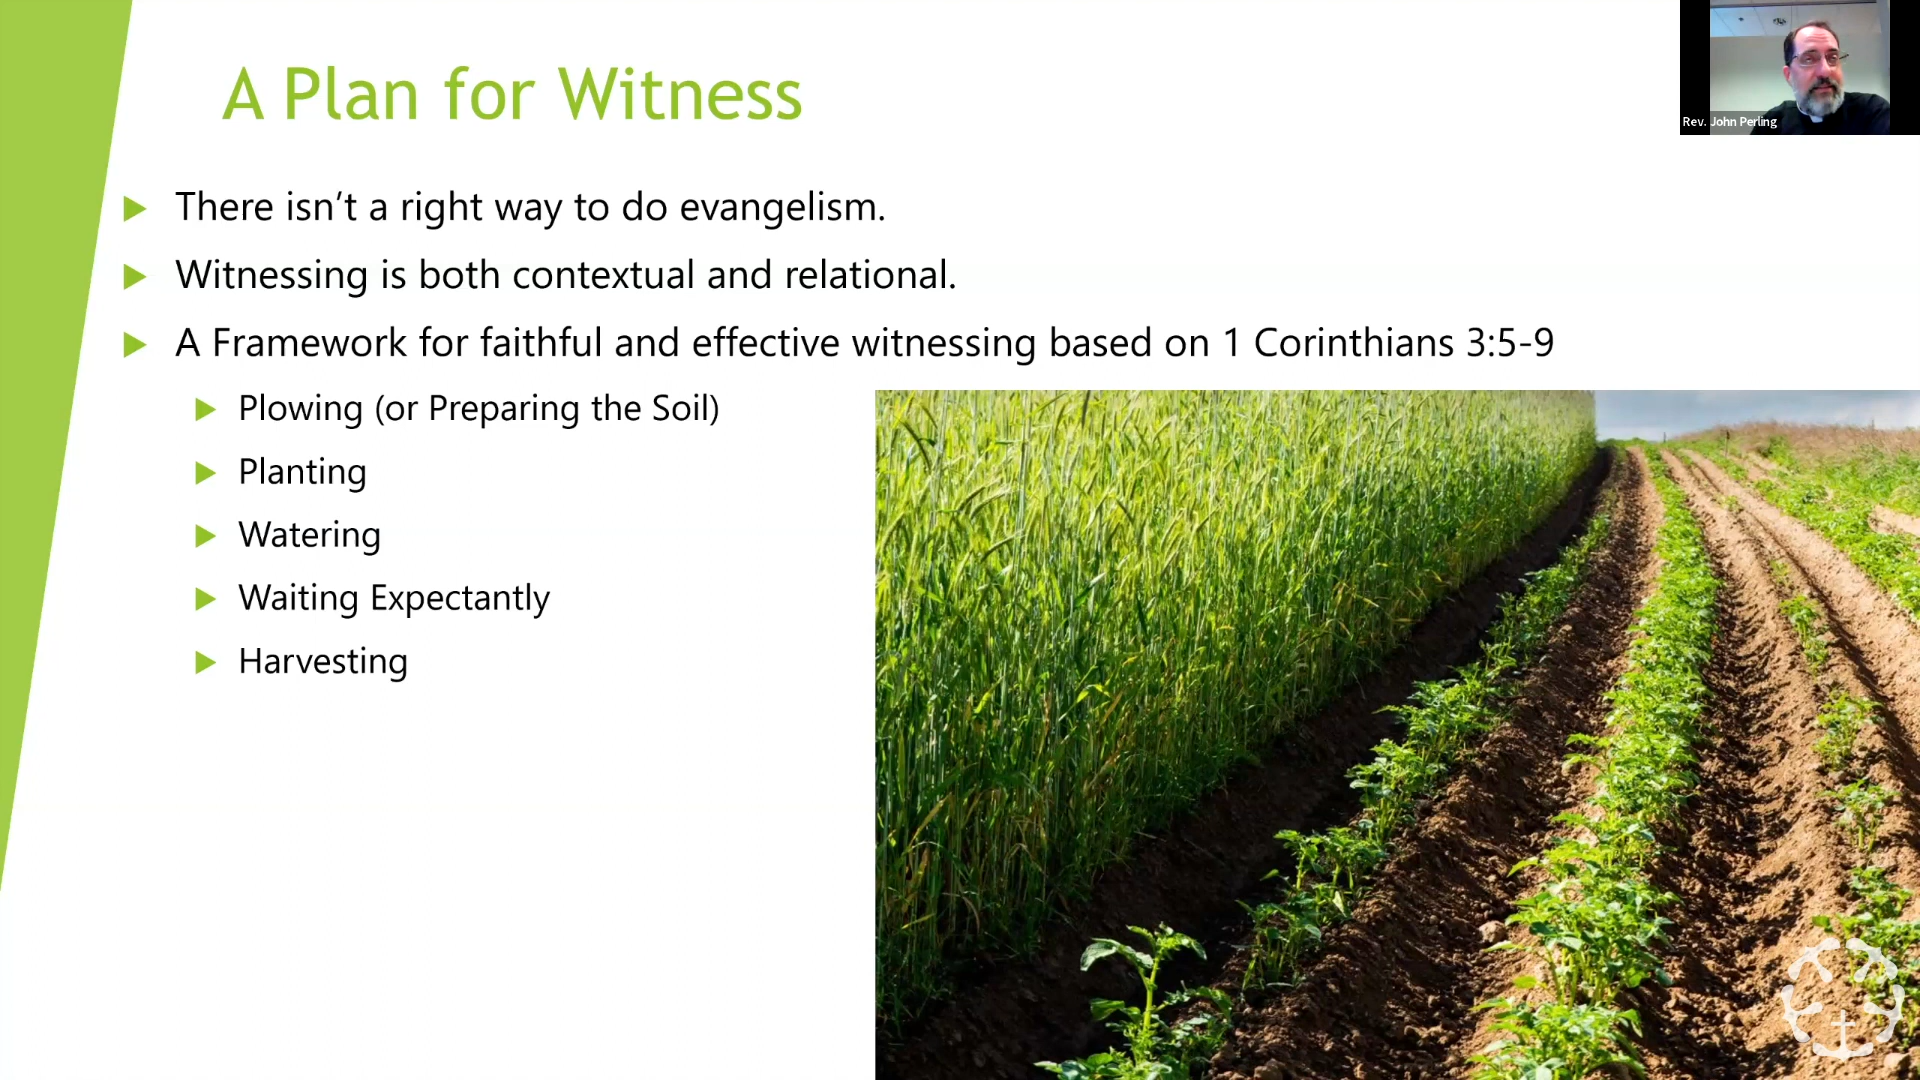 A Plan for Witness
Rev. John Perling
There isn’t a right way to do evangelism.
Witnessing is both contextual and relational.
A Framework for faithful and effective witnessing based on 1 Corinthians 3:5-9
Plowing (or Preparing the Soil)
Planting
Watering
Waiting Expectantly
Harvesting